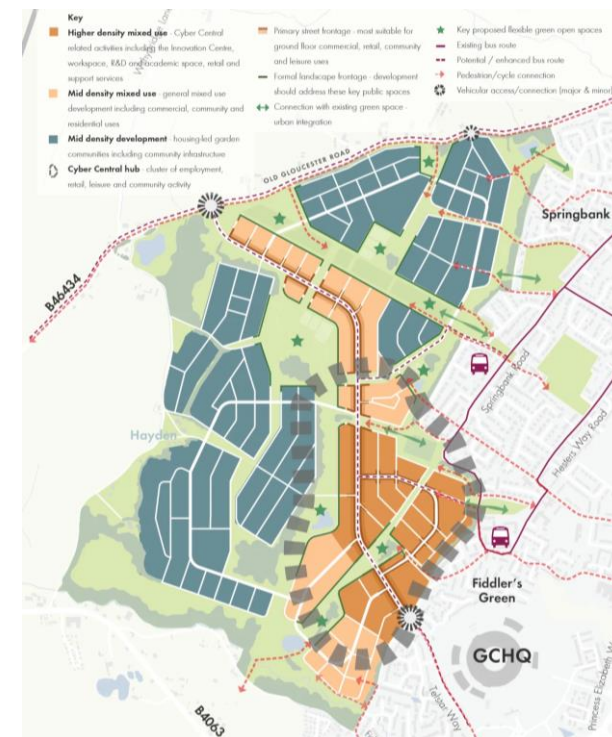 Key
Higher density mixed use - Cyber Central
related activities including the Innovation Centre,
workspace, R&D and academic space, retail and
support services
Mid density mixed use - general mixed use
development including commercial, community and
residential uses
Mid density development - housing-led garden
communities including community infrastructure
Cyber Central hub - cluster of employment,
retail, leisure and community activity
Primary street frontage - most suitable for
ground floor commercial, retail, community
and leisure uses
Formal landscape frontage - development
should address these key public spaces
Connection with existing green space -
urban integration
Key proposed flexible green open spaces
Existing bus route
Potential / enhanced bus route
Pedestrian/cycle connection
Vehicular access/connection (major & minor)
OLD GLOUCESTER ROAD
Springbank
B46434
Springbank Road
Hesters Way Road
Hayden
Fiddler's
Green
GCHQ
Telstar Way
Princess Elizabeth
B4063